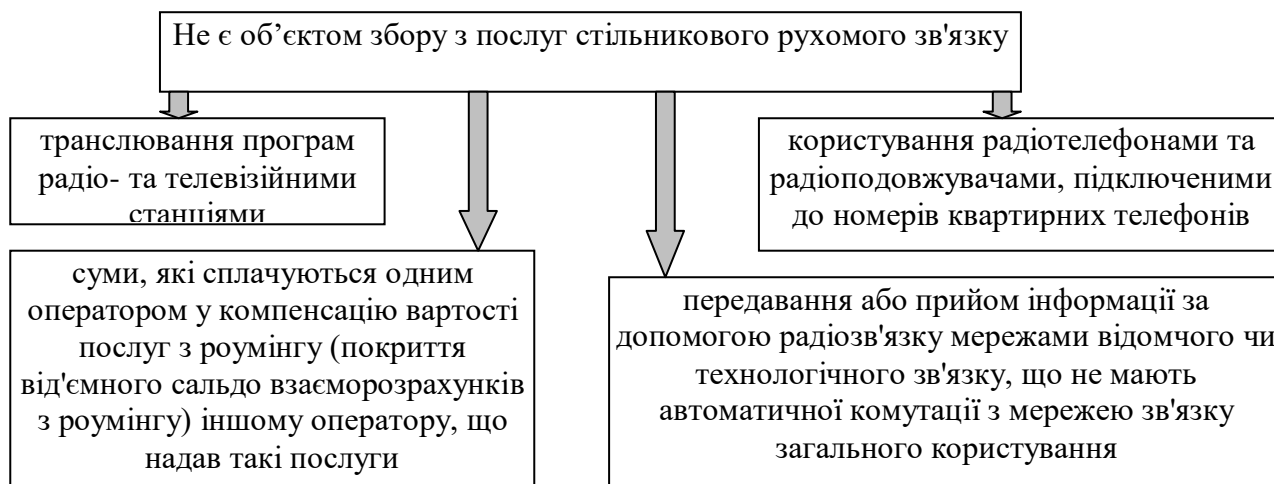 Не є об’єктом збору з послуг стільникового рухомого зв'язку
транслювання програм
радіо- та телевізійними
станціями
користування радіотелефонами та
радіоподовжувачами, підключеними
до номерів квартирних телефонів
суми, які сплачуються одним
оператором у компенсацію вартості
послуг з роумінгу (покриття
від'ємного сальдо взаєморозрахунків
з роумінгу) іншому оператору, що
надав такі послуги
передавання або прийом інформації за
допомогою радіозв'язку мережами відомчого чи
технологічного зв'язку, що не мають
автоматичної комутації з мережею зв'язку
загального користування